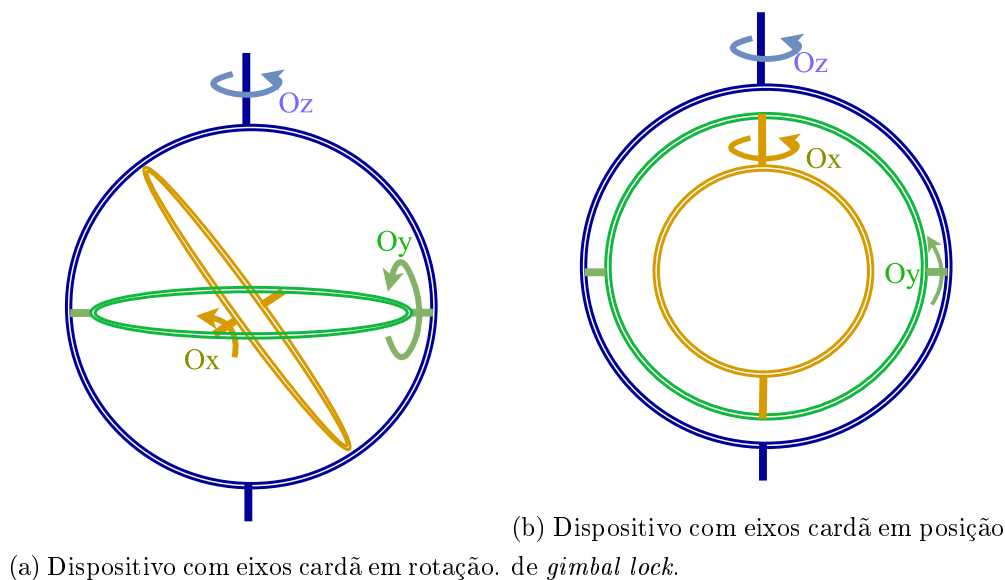 Oz
Oy
Ox
Oz
Ox
Oy
(a) Dispositivo com eixos cardã em rotação.
(b) Dispositivo com eixos cardã em posição
de gimbal lock.